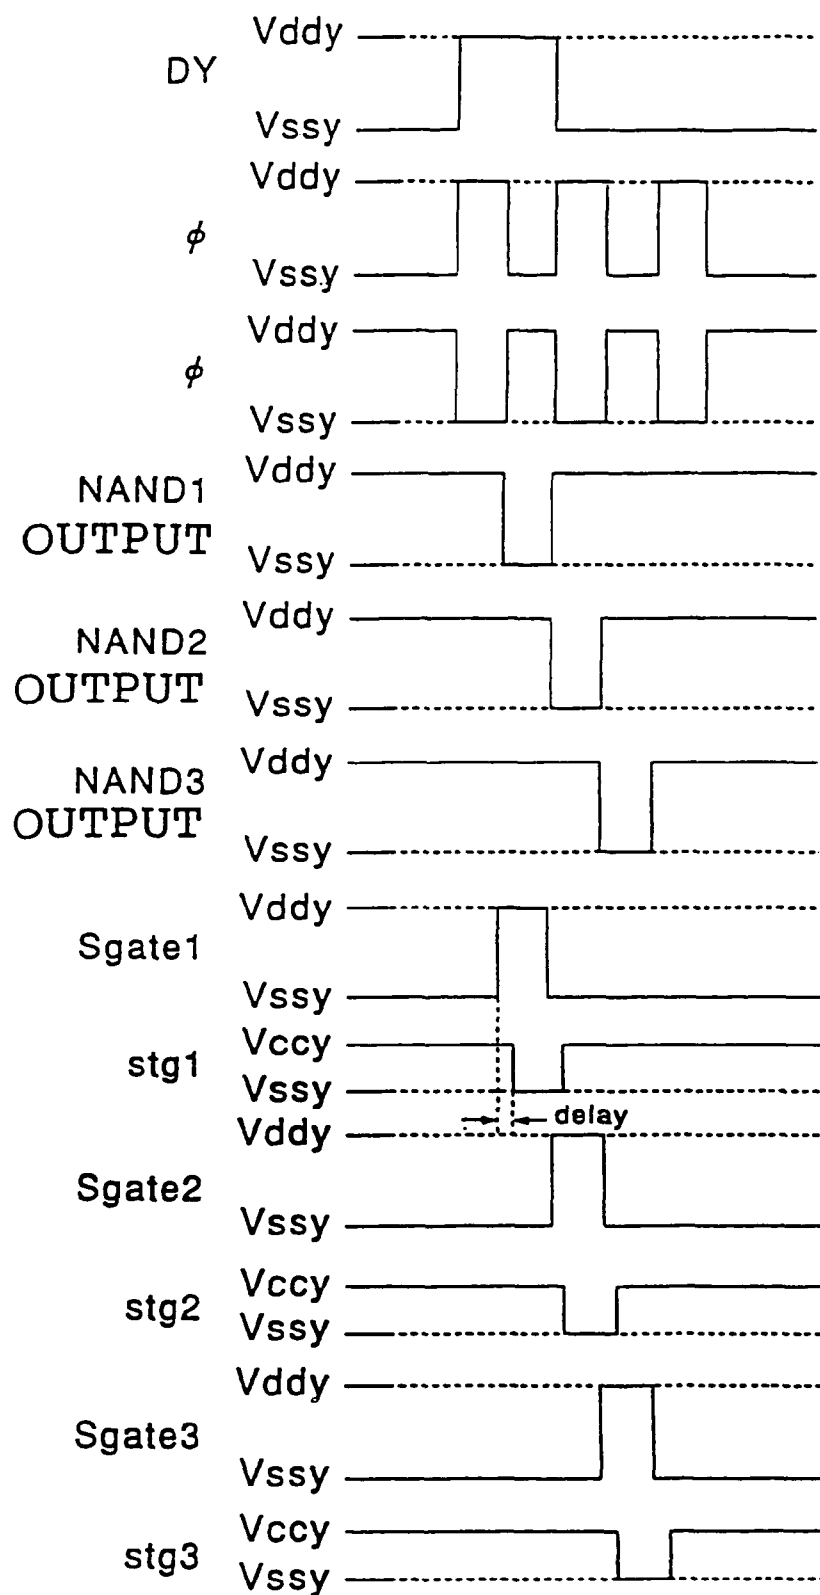 Vddy
DY
Vssy
Vddy
ϕ
Vssy
Vddy
ϕ
Vssy
Vddy
NAND1
OUTPUT
Vssy
Vddy
NAND2
OUTPUT
Vssy
Vddy
NAND3
OUTPUT
Vssy
Vddy
Sgate1
Vssy
Vccy
stg1
Vssy
delay
Vddy
Sgate2
Vssy
Vccy
stg2
Vssy
Vddy
Sgate3
Vssy
Vccy
stg3
Vssy